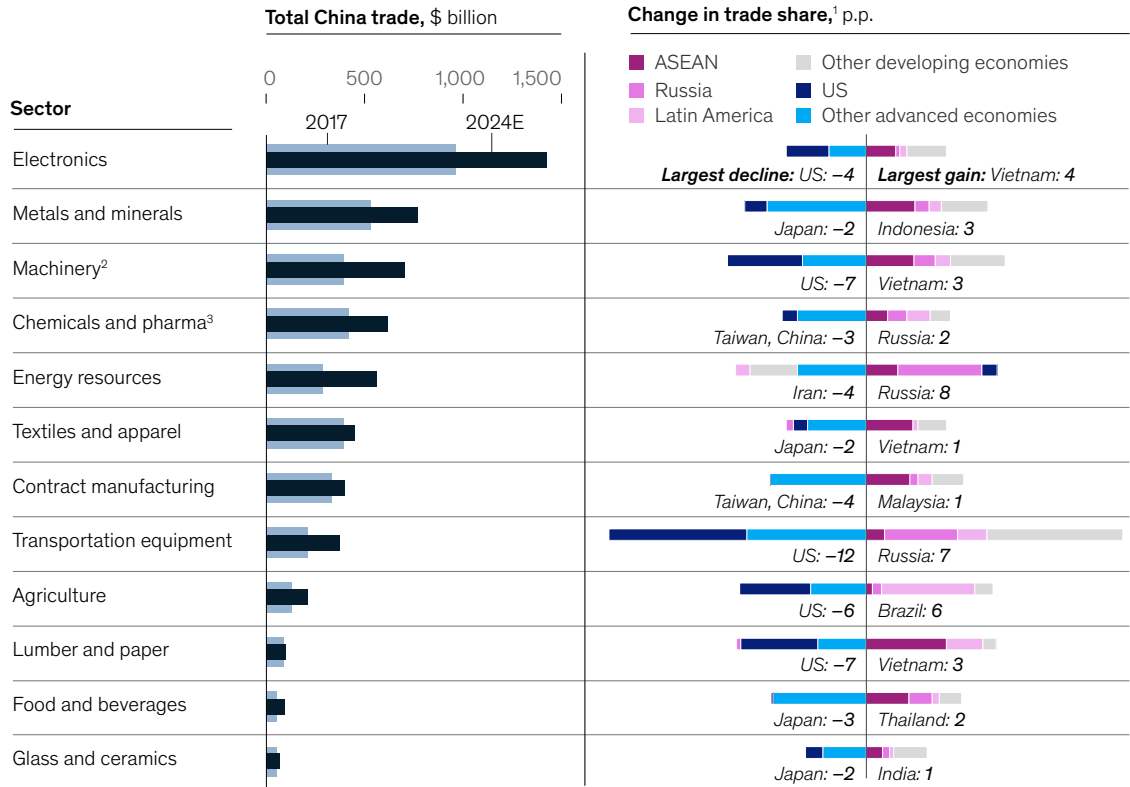 Total China trade, $ billion
Change in trade share,¹ p.p.
ASEAN
Other developing economies
Russia
US
Latin America
Other advanced economies
0 500 1,000 1,500
Sector
2017 2024E
Electronics
Largest decline: US: –4 Largest gain: Vietnam: 4
Metals and minerals
Japan: –2 Indonesia: 3
Machinery²
US: –7 Vietnam: 3
Chemicals and pharma³
Taiwan, China: –3 Russia: 2
Energy resources
Iran: –4 Russia: 8
Textiles and apparel
Japan: –2 Vietnam: 1
Contract manufacturing
Taiwan, China: –4 Malaysia: 1
Transportation equipment
US: –12 Russia: 7
Agriculture
US: –6 Brazil: 6
Lumber and paper
US: –7 Vietnam: 3
Food and beverages
Japan: –3 Thailand: 2
Glass and ceramics
Japan: –2 India: 1